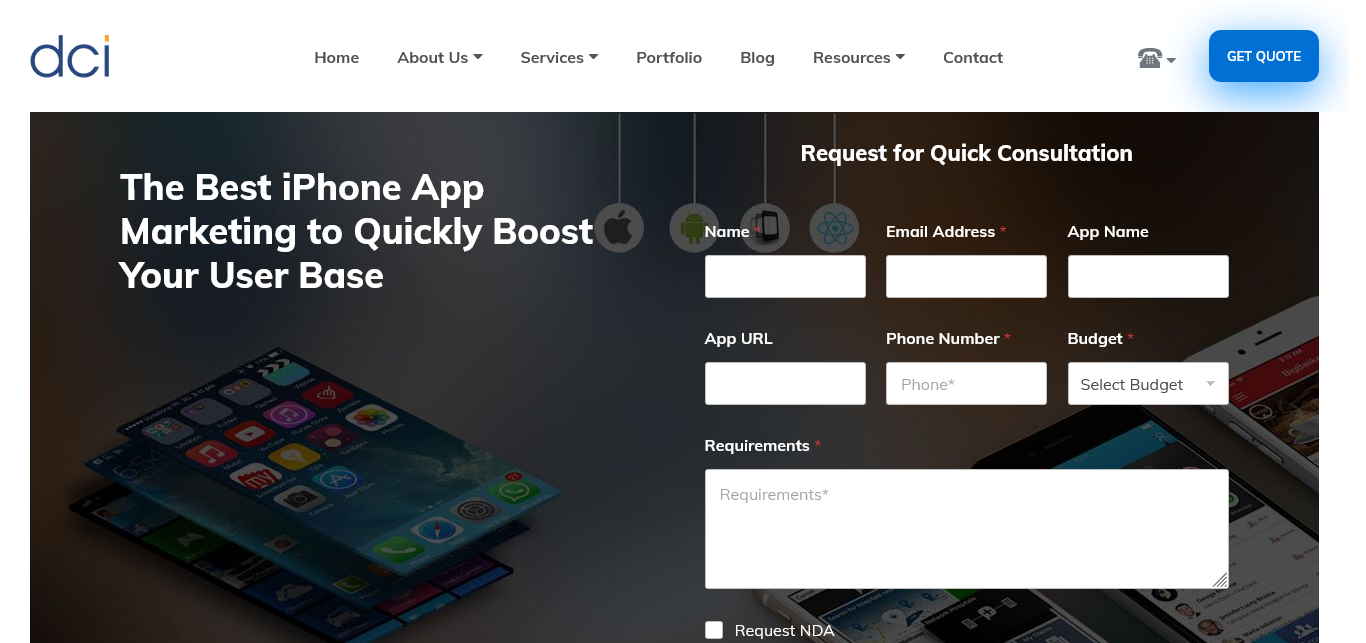 dci
Home
About Us
Services
Portfolio
Blog
Resources
Contact
GET QUOTE
The Best iPhone App
Marketing to Quickly Boost
Your User Base
Request for Quick Consultation
Name *
Email Address *
App Name
App URL
Phone Number *
Budget *
Phone*
Select Budget
Requirements *
Requirements*
Request NDA